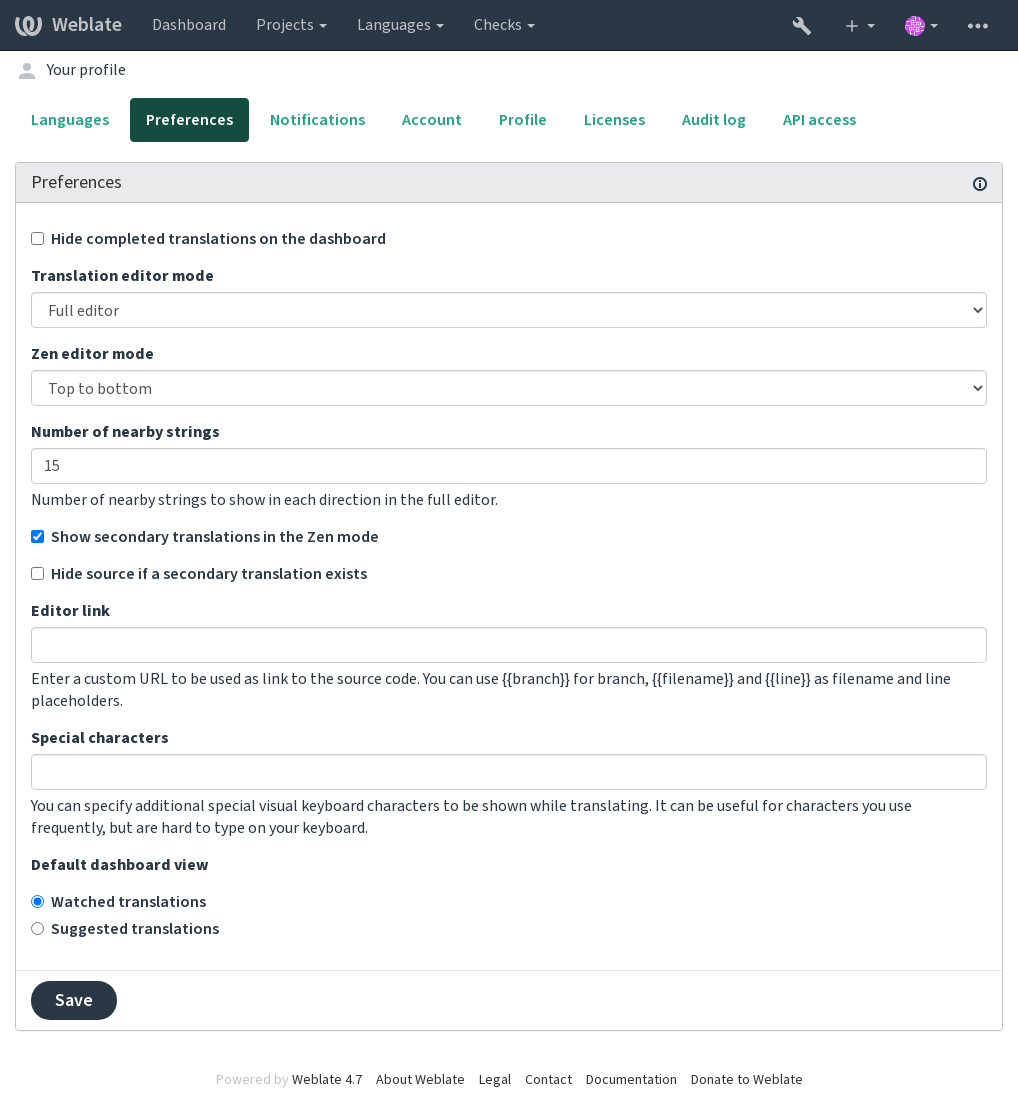 Weblate Dashboard Projects Languages Checks
Your profile
Languages Preferences Notifications Account Profile Licenses Audit log API access
Preferences
Hide completed translations on the dashboard
Translation editor mode
Full editor
Zen editor mode
Top to bottom
Number of nearby strings
15
Number of nearby strings to show in each direction in the full editor.
Show secondary translations in the Zen mode
Hide source if a secondary translation exists
Editor link
Enter a custom URL to be used as link to the source code. You can use {{branch}} for branch, {{filename}} and {{line}} as filename and line
placeholders.
Special characters
You can specify additional special visual keyboard characters to be shown while translating. It can be useful for characters you use
frequently, but are hard to type on your keyboard.
Default dashboard view
Watched translations
Suggested translations
Save
Powered by Weblate 4.7 About Weblate Legal Contact Documentation Donate to Weblate